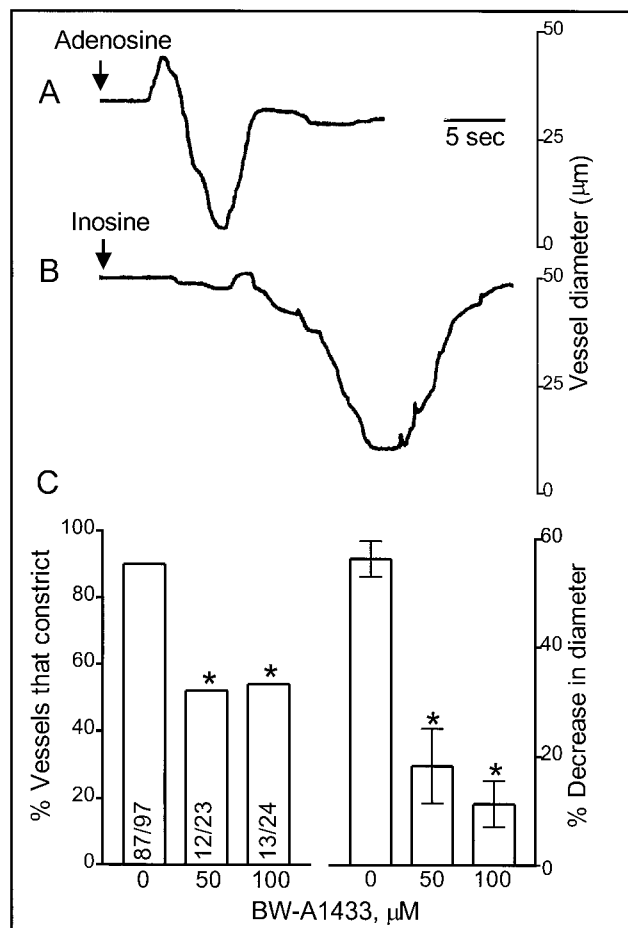 Adenosine
A
5 sec
50
25
0
Inosine
B
50
25
0
Vessel diameter (μm)
C
100
80
60
40
20
0
% Vessels that constrict
87/97
12/23
13/24
*
*
0
50
100
*
*
0
50
100
60
40
20
0
% Decrease in diameter
BW-A1433, μM